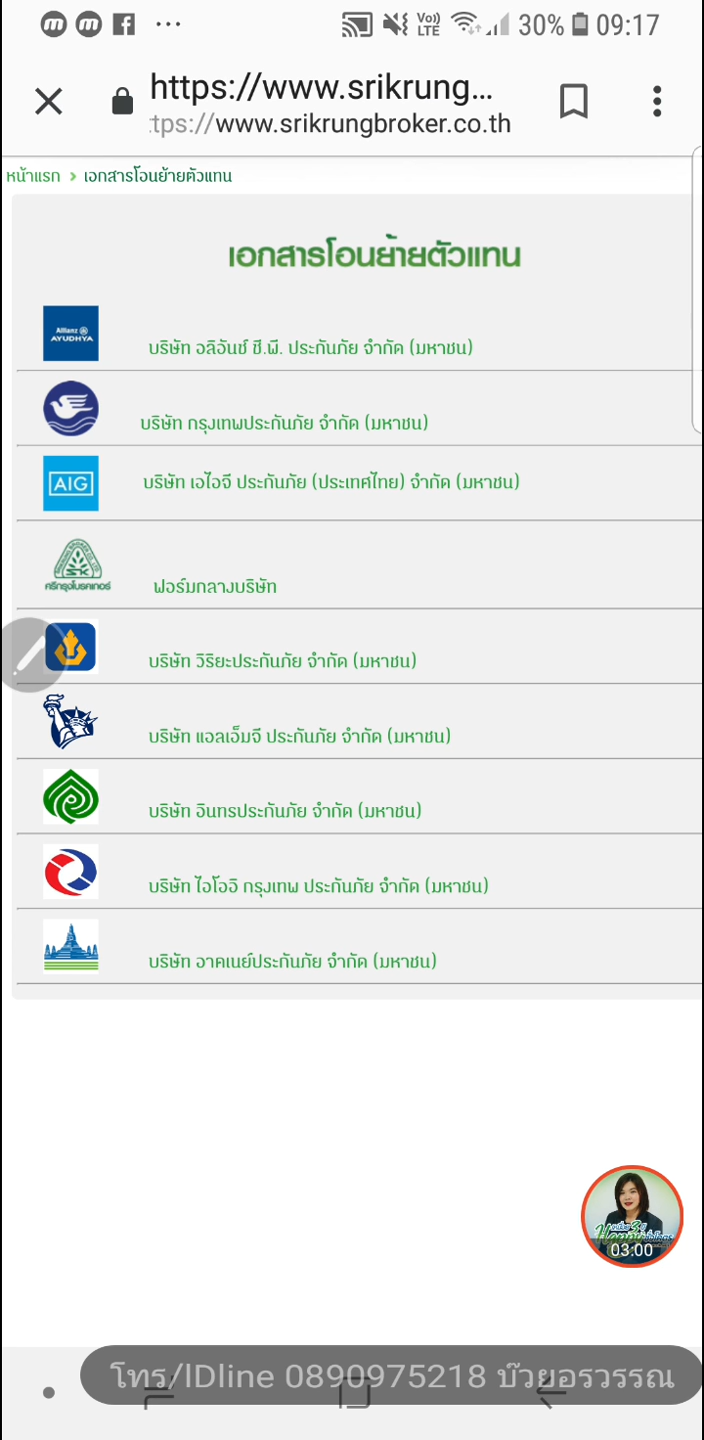 Vo))
LTE
30%
09:17
https://www.srikrung...
tps://www.srikrungbroker.co.th
หน้าแรก > เอกสารโอนย้ายตัวแทน
เอกสารโอนย้ายตัวแทน
Allianz
AYUDHYA
บริษัท อลิอันซ์ ซี.พี. ประกันภัย จำกัด (มหาชน)
บริษัท กรุงเทพประกันภัย จำกัด (มหาชน)
AIG
บริษัท เอไอจี ประกันภัย (ประเทศไทย) จำกัด (มหาชน)
SK
ศรีกรุงโบรคเกอร์
ฟอร์มกลางบริษัท
บริษัท วิริยะประกันภัย จำกัด (มหาชน)
บริษัท แอลเอ็มจี ประกันภัย จำกัด (มหาชน)
บริษัท อินทรประกันภัย จำกัด (มหาชน)
บริษัท ไอโออิ กรุงเทพ ประกันภัย จำกัด (มหาชน)
บริษัท อาคเนย์ประกันภัย จำกัด (มหาชน)
03:00
โทร/IDline 0890975218 บ๊วยอรวรรณ